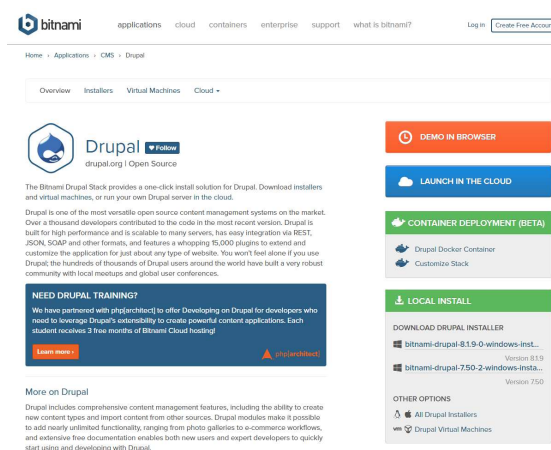 bitnami
applications cloud containers enterprise support what is bitnami?
Log in Create Free Accoun
Home › Applications › CMS › Drupal
Overview Installers Virtual Machines Cloud
Drupal Follow
drupal.org | Open Source
The Bitnami Drupal Stack provides a one-click install solution for Drupal. Download installers
and virtual machines, or run your own Drupal server in the cloud.
Drupal is one of the most versatile open source content management systems on the market.
Over a thousand developers contributed to the code in the most recent version. Drupal is
built for high performance and is scalable to many servers, has easy integration via REST,
JSON, SOAP and other formats, and features a whopping 15,000 plugins to extend and
customize the application for just about any type of website. You won't feel alone if you use
Drupal; the hundreds of thousands of Drupal users around the world have built a very robust
community with local meetups and global user conferences.
NEED DRUPAL TRAINING?
We have partnered with php[architect] to offer Developing on Drupal for developers who
need to leverage Drupal's extensibility to create powerful content applications. Each
student receives 3 free months of Bitnami Cloud hosting!
Learn more ›
php[architect]
More on Drupal
Drupal includes comprehensive content management features, including the ability to create
new content types and import content from other sources. Drupal modules make it possible
to add nearly unlimited functionality, ranging from photo galleries to e-commerce workflows,
and extensive free documentation enables both new users and expert developers to quickly
start using and developing with Drupal.
DEMO IN BROWSER
LAUNCH IN THE CLOUD
CONTAINER DEPLOYMENT (BETA)
Drupal Docker Container
Customize Stack
LOCAL INSTALL
DOWNLOAD DRUPAL INSTALLER
bitnami-drupal-8.1.9-0-windows-inst...
Version 8.1.9
bitnami-drupal-7.50-2-windows-insta...
Version 7.50
OTHER OPTIONS
All Drupal Installers
vm Drupal Virtual Machines